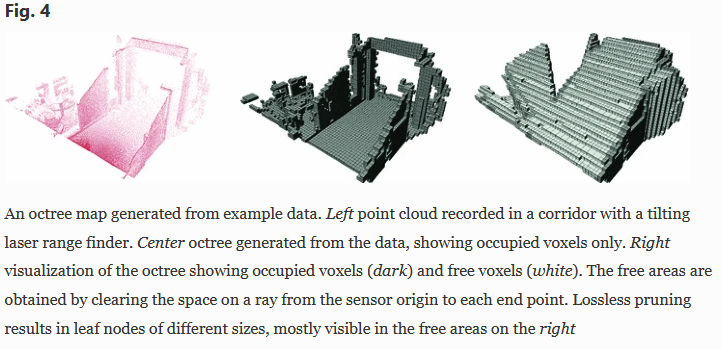 Fig. 4
An octree map generated from example data. Left point cloud recorded in a corridor with a tilting
laser range finder. Center octree generated from the data, showing occupied voxels only. Right
visualization of the octree showing occupied voxels (dark) and free voxels (white). The free areas are
obtained by clearing the space on a ray from the sensor origin to each end point. Lossless pruning
results in leaf nodes of different sizes, mostly visible in the free areas on the right